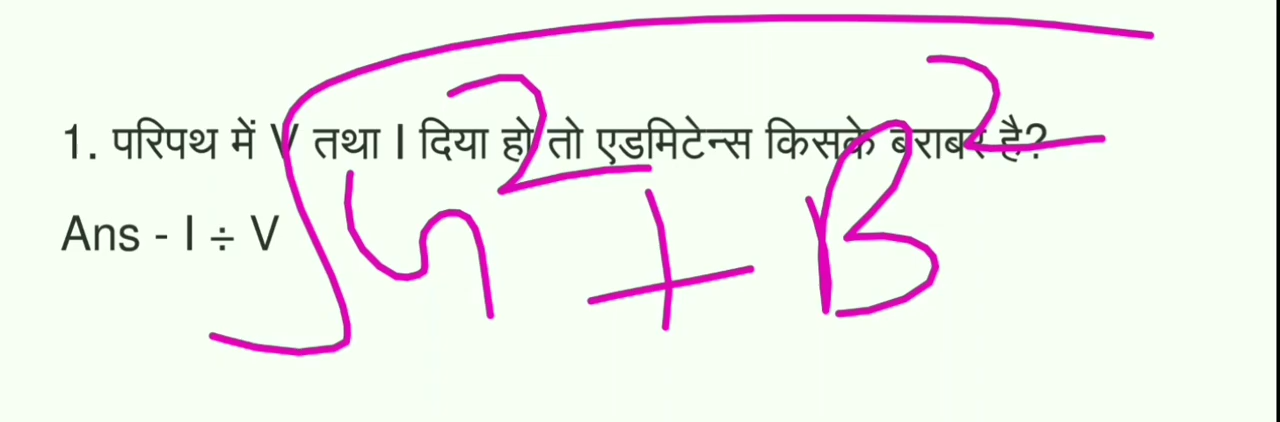 1. परिपथ में V तथा I दिया हो तो एडमिटेन्स किसके बराबर है?
Ans - I ÷ V
√G² + B²